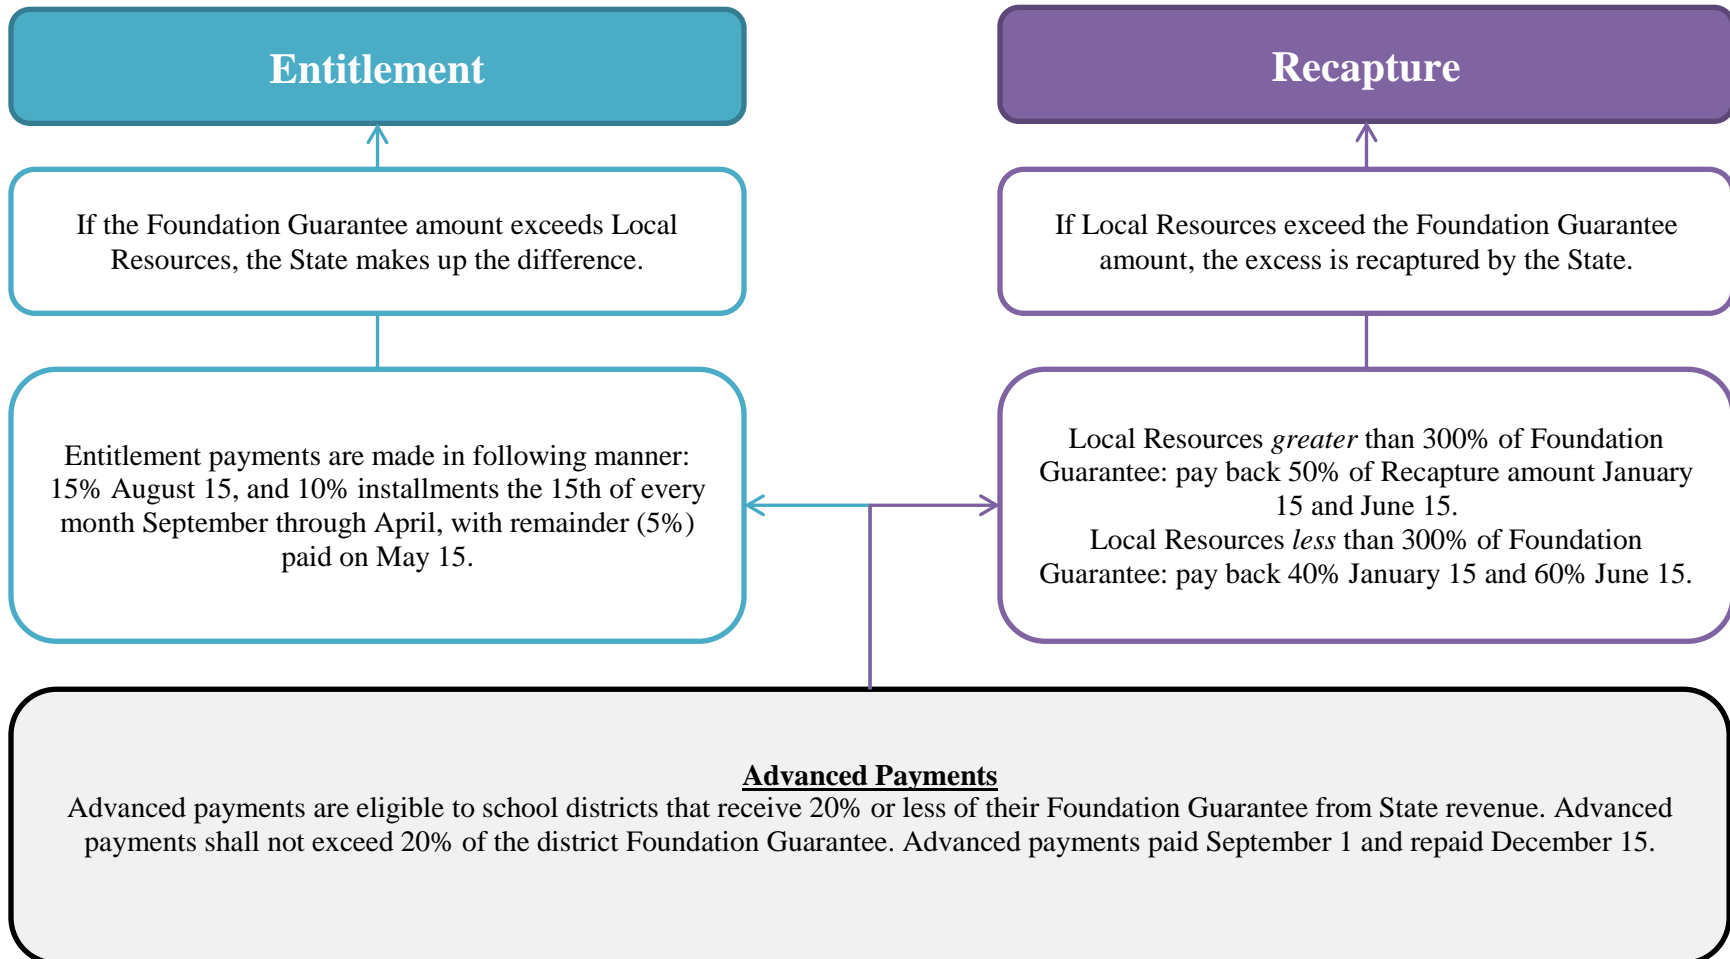 Entitlement
If the Foundation Guarantee amount exceeds Local
Resources, the State makes up the difference.
Entitlement payments are made in following manner:
15% August 15, and 10% installments the 15th of every
month September through April, with remainder (5%)
paid on May 15.
Recapture
If Local Resources exceed the Foundation Guarantee
amount, the excess is recaptured by the State.
Local Resources greater than 300% of Foundation
Guarantee: pay back 50% of Recapture amount January
15 and June 15.
Local Resources less than 300% of Foundation
Guarantee: pay back 40% January 15 and 60% June 15.
Advanced Payments
Advanced payments are eligible to school districts that receive 20% or less of their Foundation Guarantee from State revenue. Advanced
payments shall not exceed 20% of the district Foundation Guarantee. Advanced payments paid September 1 and repaid December 15.